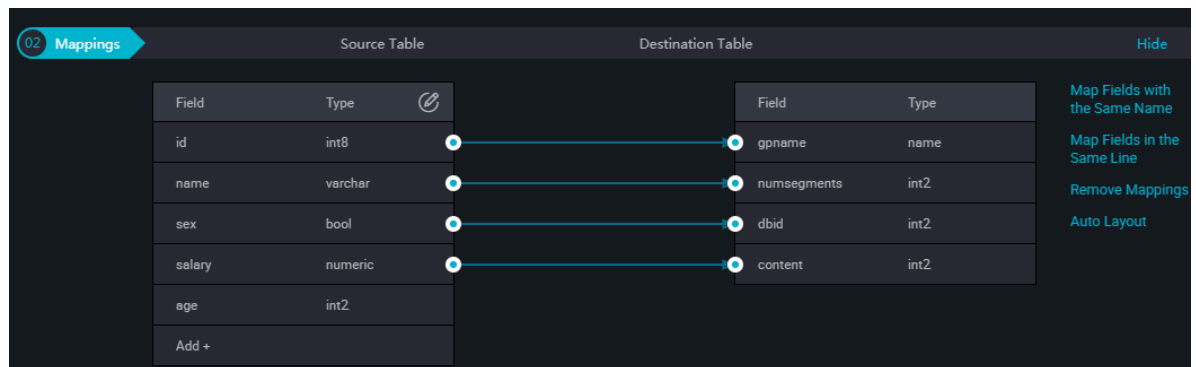 02 Mappings Source Table Destination Table Hide
Field Type Field Type
id int8 gpname name
name varchar numsegments int2
sex bool dbid int2
salary numeric content int2
age int2
Add +
Map Fields with
the Same Name
Map Fields in the
Same Line
Remove Mappings
Auto Layout